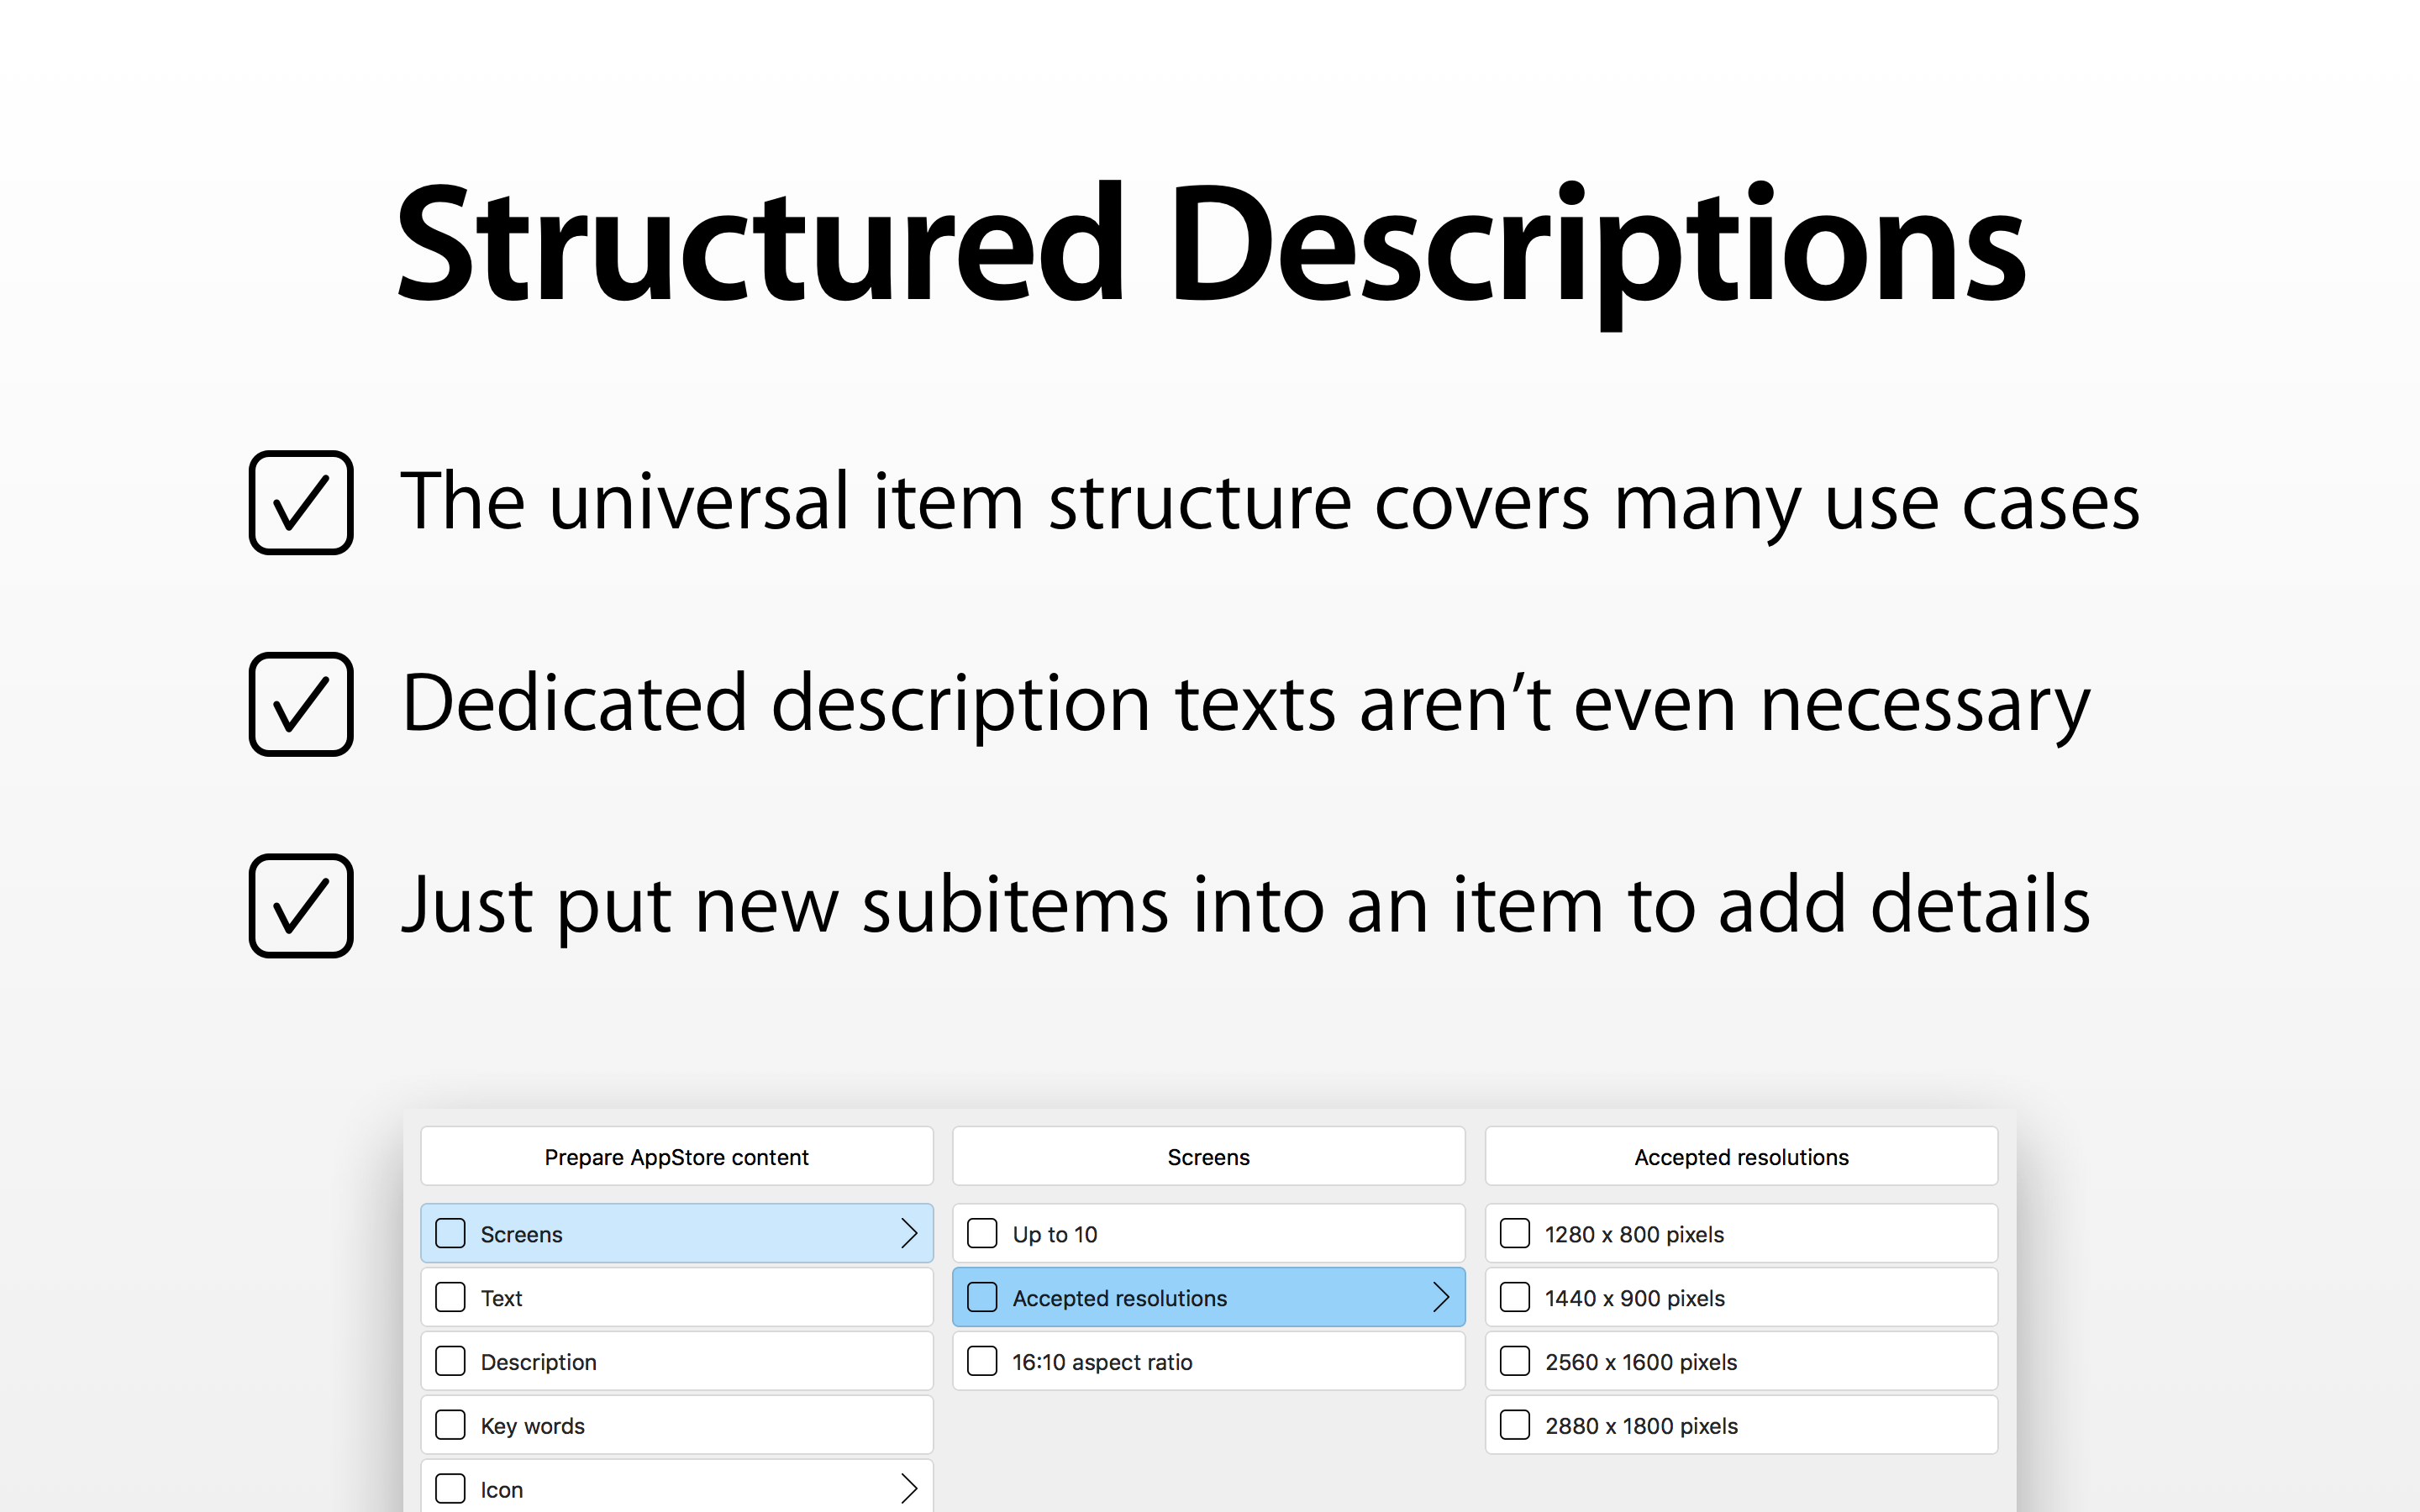 Structured Descriptions
The universal item structure covers many use cases
Dedicated description texts aren’t even necessary
Just put new subitems into an item to add details
Prepare AppStore content
Screens
Text
Description
Key words
Icon
Screens
Up to 10
Accepted resolutions
16:10 aspect ratio
Accepted resolutions
1280 x 800 pixels
1440 x 900 pixels
2560 x 1600 pixels
2880 x 1800 pixels